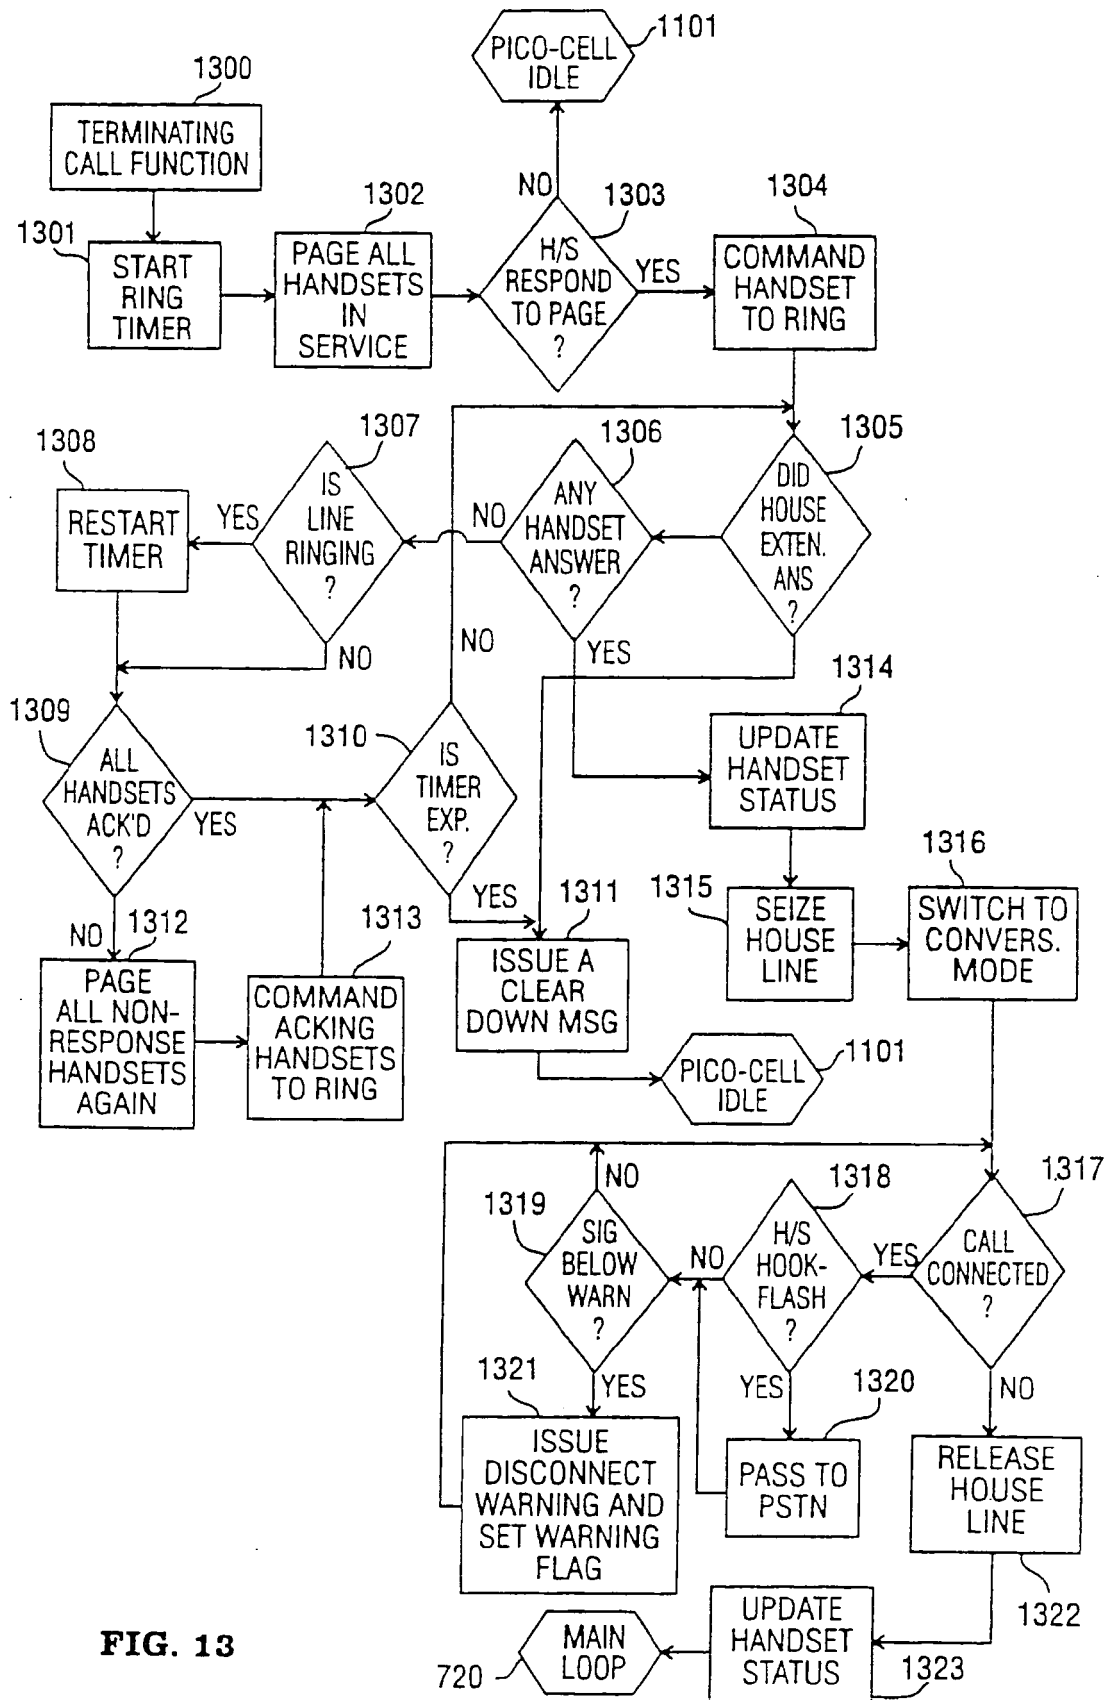 1101
PICO-CELL
IDLE
1300
TERMINATING
CALL FUNCTION
NO
1301
START
RING
TIMER
1302
PAGE ALL
HANDSETS
IN
SERVICE
1303
H/S
RESPOND
TO PAGE
?
YES
1304
COMMAND
HANDSET
TO RING
1308
RESTART
TIMER
YES
1307
IS
LINE
RINGING
?
NO
NO
1306
ANY
HANDSET
ANSWER
?
YES
1305
DID
HOUSE
EXTEN.
ANS
?
NO
1309
ALL
HANDSETS
ACK'D
?
YES
NO
1310
IS
TIMER
EXP.
?
YES
1314
UPDATE
HANDSET
STATUS
1315
SEIZE
HOUSE
LINE
1316
SWITCH TO
CONVERS.
MODE
1312
PAGE
ALL NON-
RESPONSE
HANDSETS
AGAIN
1313
COMMAND
ACKING
HANDSETS
TO RING
1311
ISSUE A
CLEAR
DOWN MSG
1101
PICO-CELL
IDLE
NO
1319
SIG
BELOW
WARN
?
YES
NO
1318
H/S
HOOK-
FLASH
?
YES
YES
1317
CALL
CONNECTED
?
NO
1321
ISSUE
DISCONNECT
WARNING AND
SET WARNING
FLAG
1320
PASS TO
PSTN
RELEASE
HOUSE
LINE
1322
FIG. 13
MAIN
LOOP
720
UPDATE
HANDSET
STATUS
1323